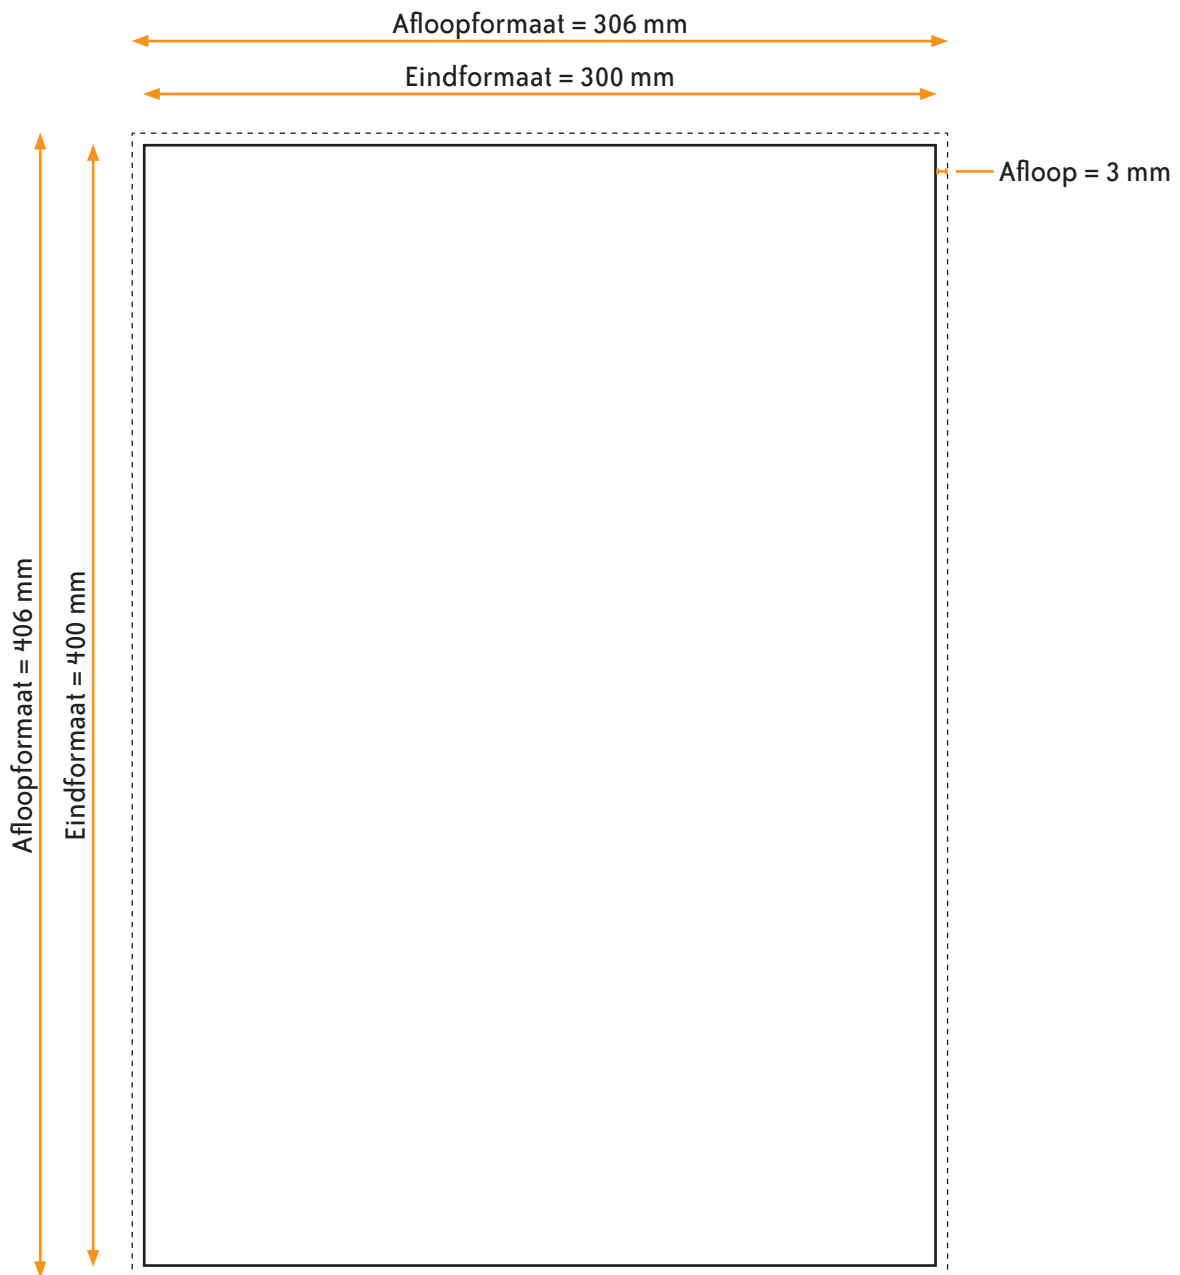 Afloopformaat = 306 mm
Eindformaat = 300 mm
Afloop = 3 mm
Afloopformaat = 406 mm
Eindformaat = 400 mm